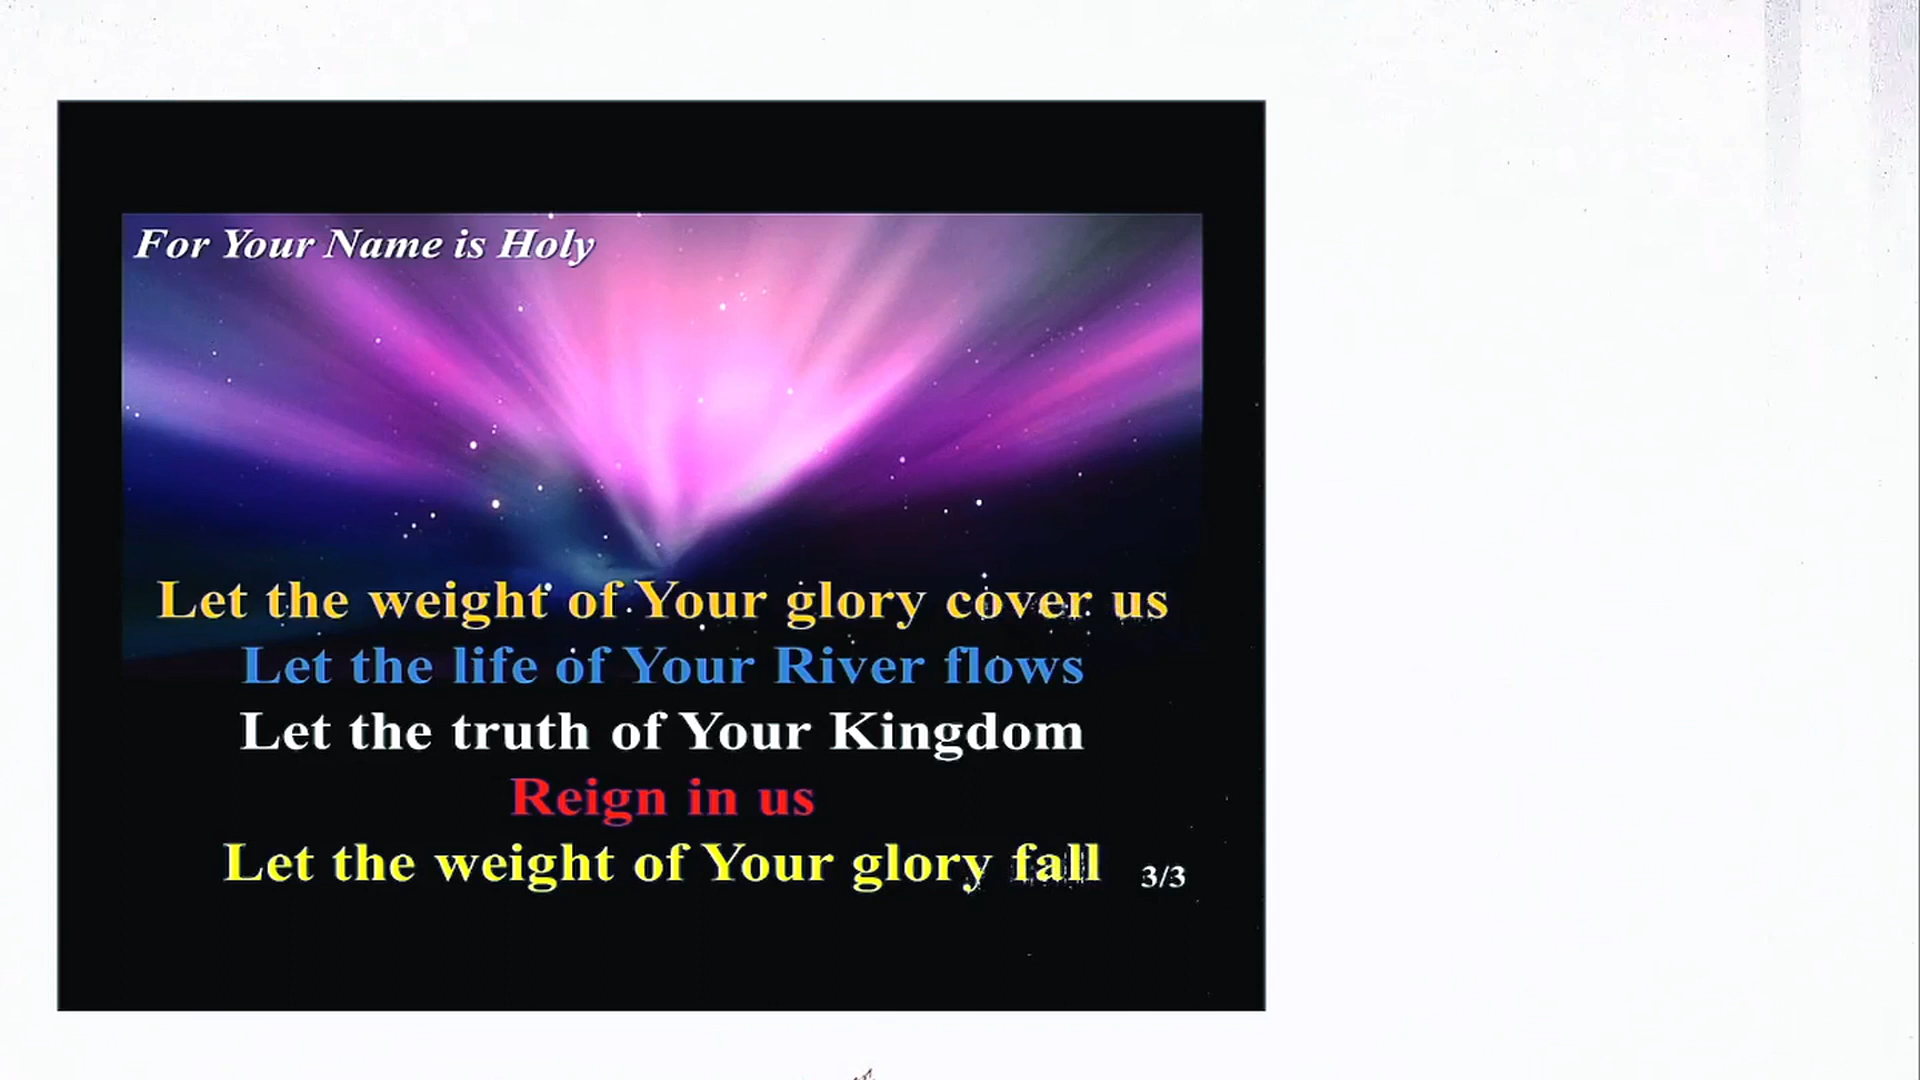 For Your Name is Holy
Let the weight of Your glory cover us
Let the life of Your River flows
Let the truth of Your Kingdom
Reign in us
Let the weight of Your glory fall
3/3